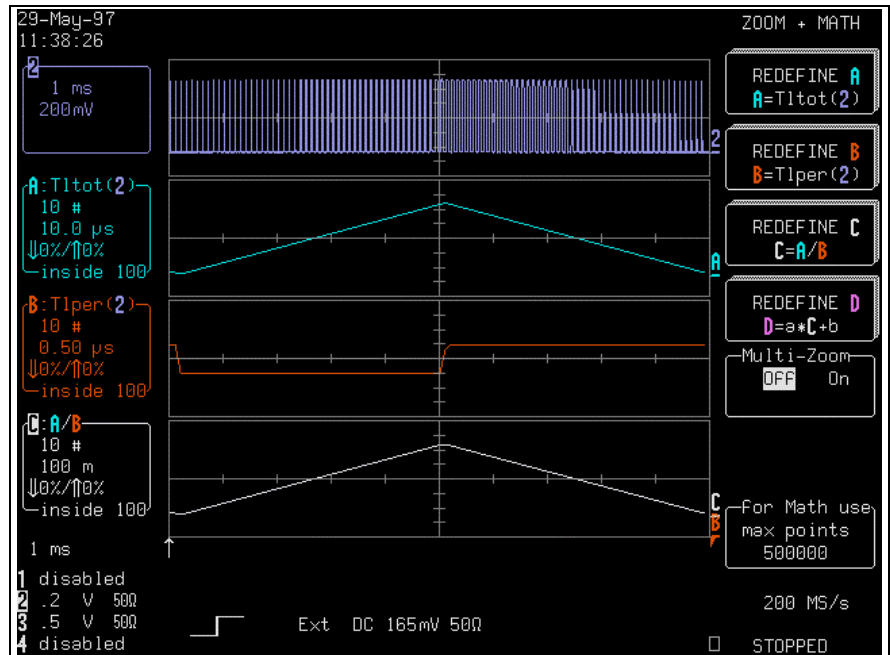 29-May-97
11:38:26
ZOOM + MATH
2
1 ms
200mV
2
REDEFINE A
A=Tltot(2)
REDEFINE B
B=Tlper(2)
A:Tltot(2)
10 #
10.0 µs
⇓0%/⇑0%
inside 100
A
REDEFINE C
C=A/B
REDEFINE D
D=a*C+b
B:Tlper(2)
10 #
0.50 µs
⇓0%/⇑0%
inside 100
Multi-Zoom
OFF On
C:A/B
10 #
100 m
⇓0%/⇑0%
inside 100
C
B
For Math use
max points
500000
1 ms
1 disabled
2 .2 V 50Ω
3 .5 V 50Ω
4 disabled
Ext DC 165mV 50Ω
200 MS/s
STOPPED